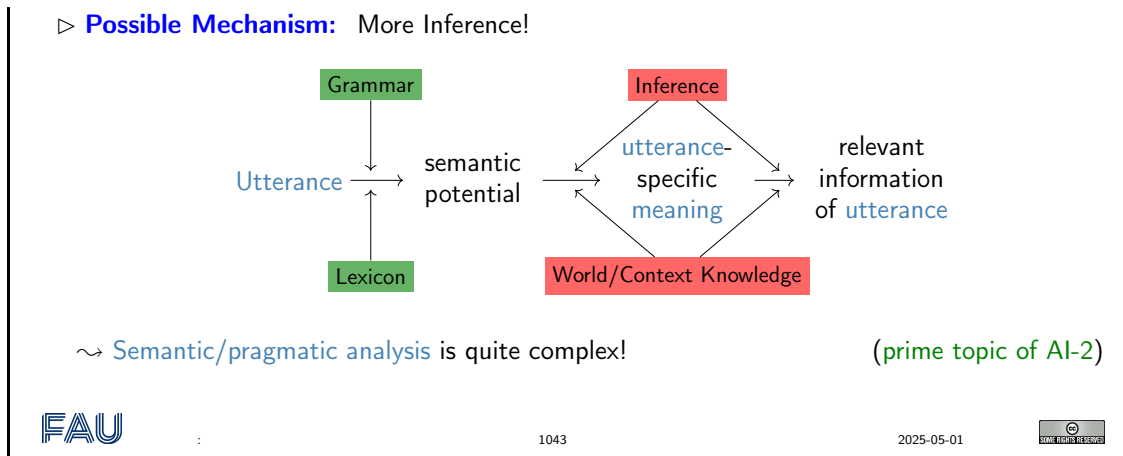 ▷ Possible Mechanism: More Inference!
Grammar
Inference
Utterance
semantic
potential
utterance-
specific
meaning
relevant
information
of utterance
Lexicon
World/Context Knowledge
⤳ Semantic/pragmatic analysis is quite complex! (prime topic of AI-2)
FAU
:
1043
2025-05-01
cc
SOME RIGHTS RESERVED